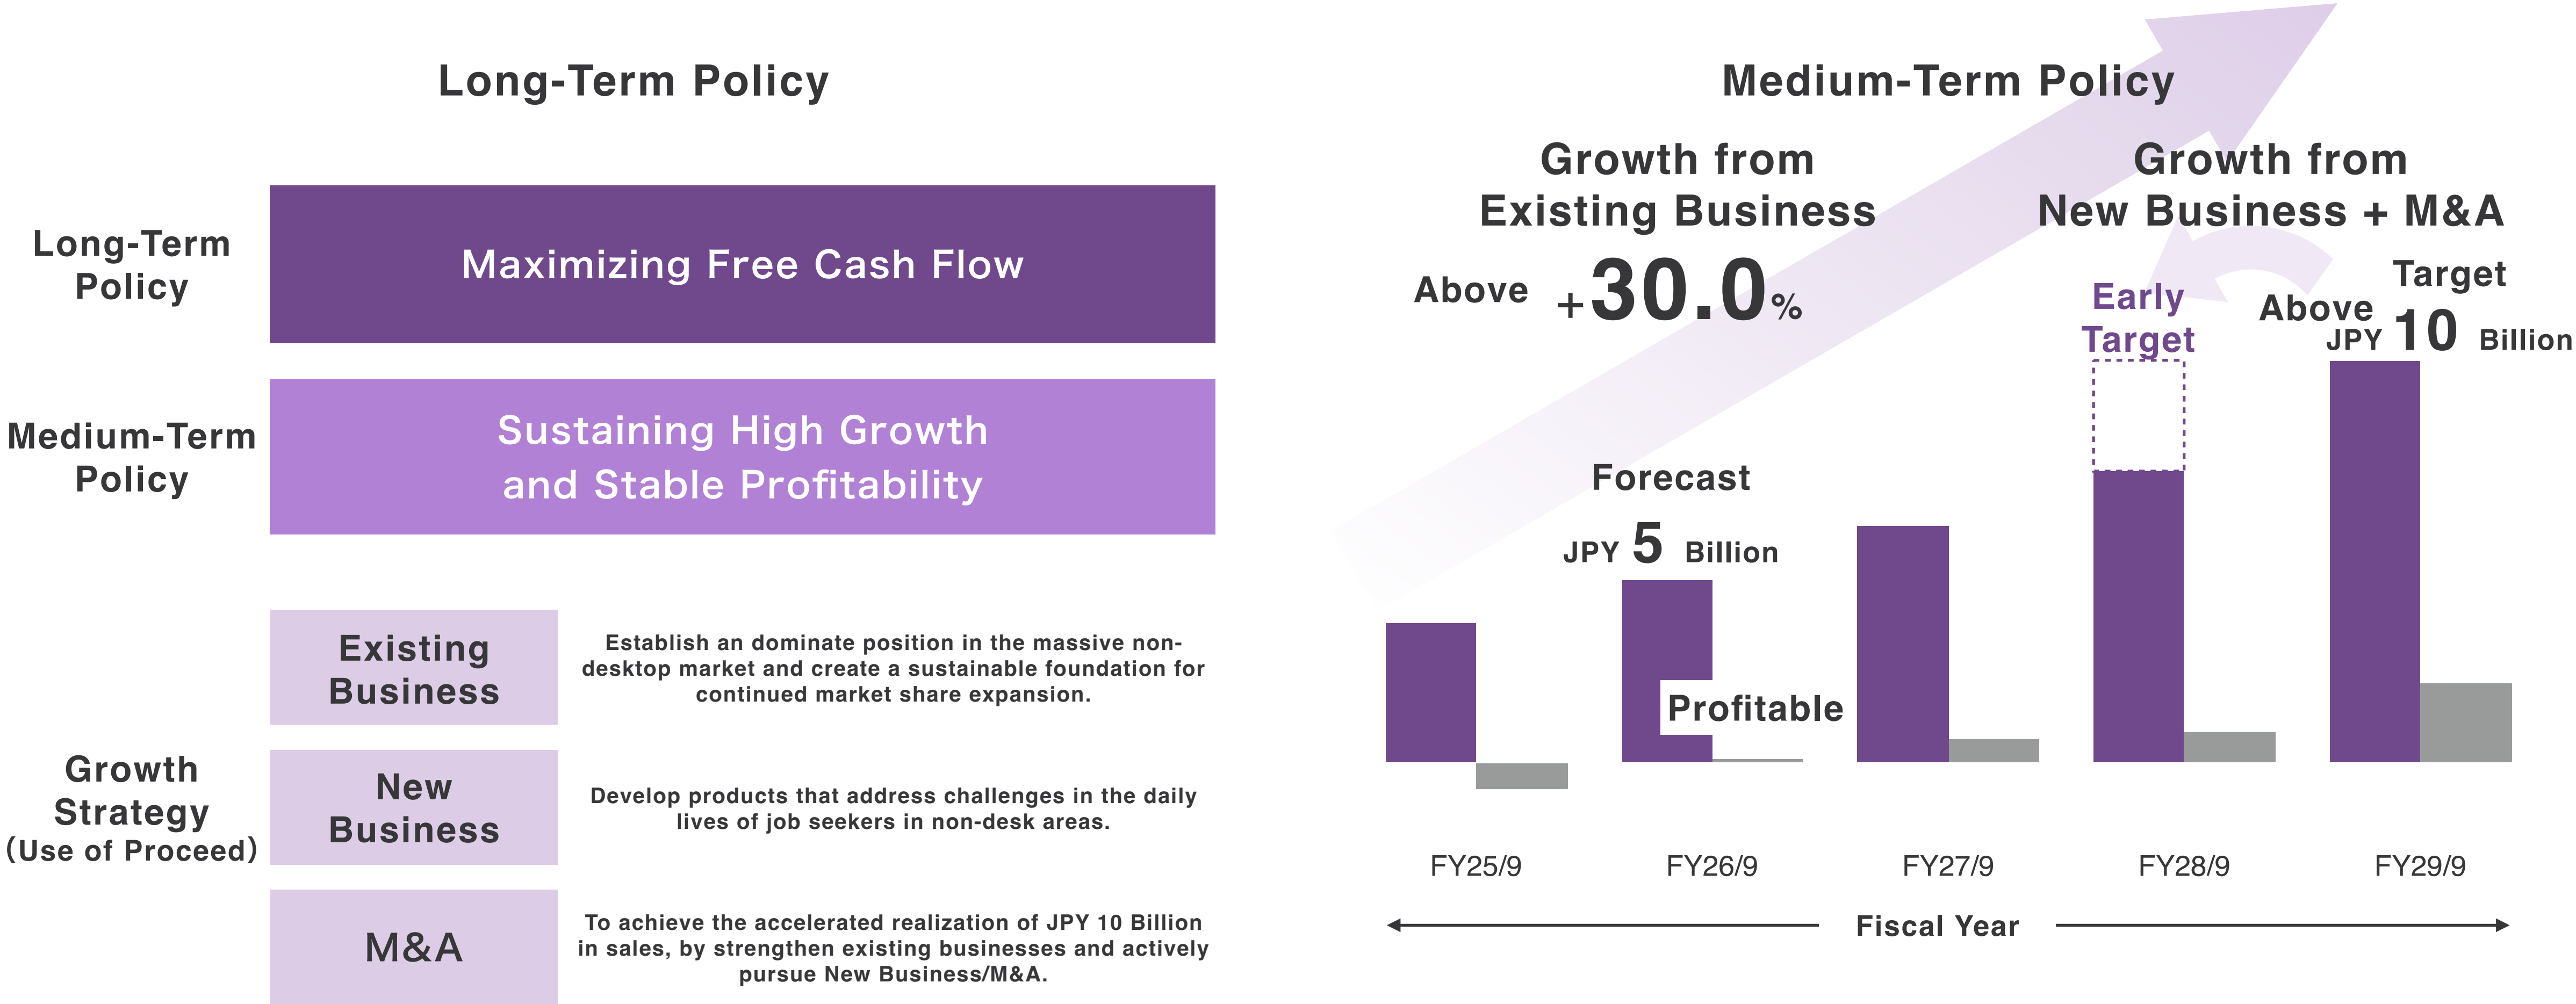 Long-Term Policy
Long-Term
Policy
Maximizing Free Cash Flow
Medium-Term
Policy
Sustaining High Growth
and Stable Profitability
Growth
Strategy
(Use of Proceed)
Existing
Business
Establish an dominate position in the massive non-
desktop market and create a sustainable foundation for
continued market share expansion.
New
Business
Develop products that address challenges in the daily
lives of job seekers in non-desk areas.
M&A
To achieve the accelerated realization of JPY 10 Billion
in sales, by strengthen existing businesses and actively
pursue New Business/M&A.
Medium-Term Policy
Growth from
Existing Business
Above +30.0%
Growth from
New Business + M&A
Early
Target
Target
Above
JPY 10 Billion
Forecast
JPY 5 Billion
Profitable
FY25/9 FY26/9 FY27/9 FY28/9 FY29/9
Fiscal Year